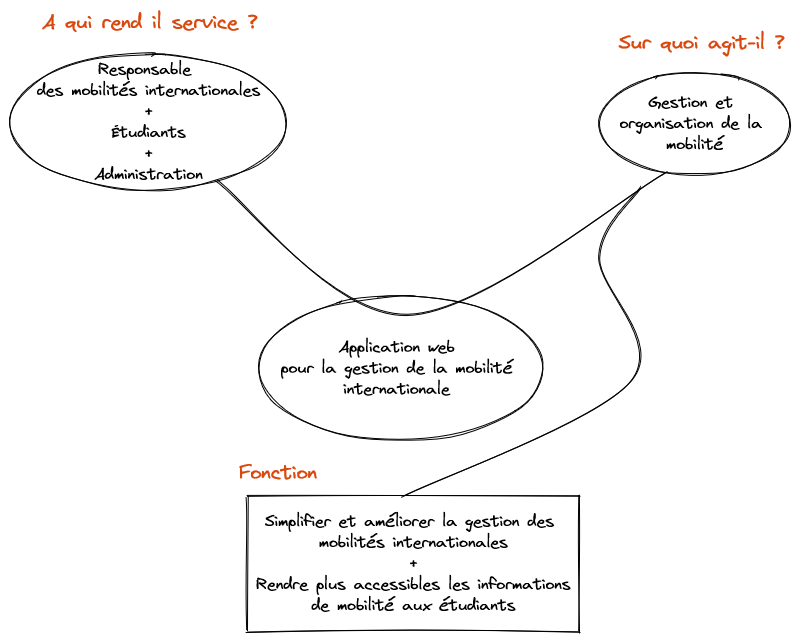 A qui rend il service ?
Responsable
des mobilités internationales
+
Étudiants
+
Administration
Sur quoi agit-il ?
Gestion et
organisation de la
mobilité
Application web
pour la gestion de la mobilité
internationale
Fonction
Simplifier et améliorer la gestion des
mobilités internationales
+
Rendre plus accessibles les informations
de mobilité aux étudiants